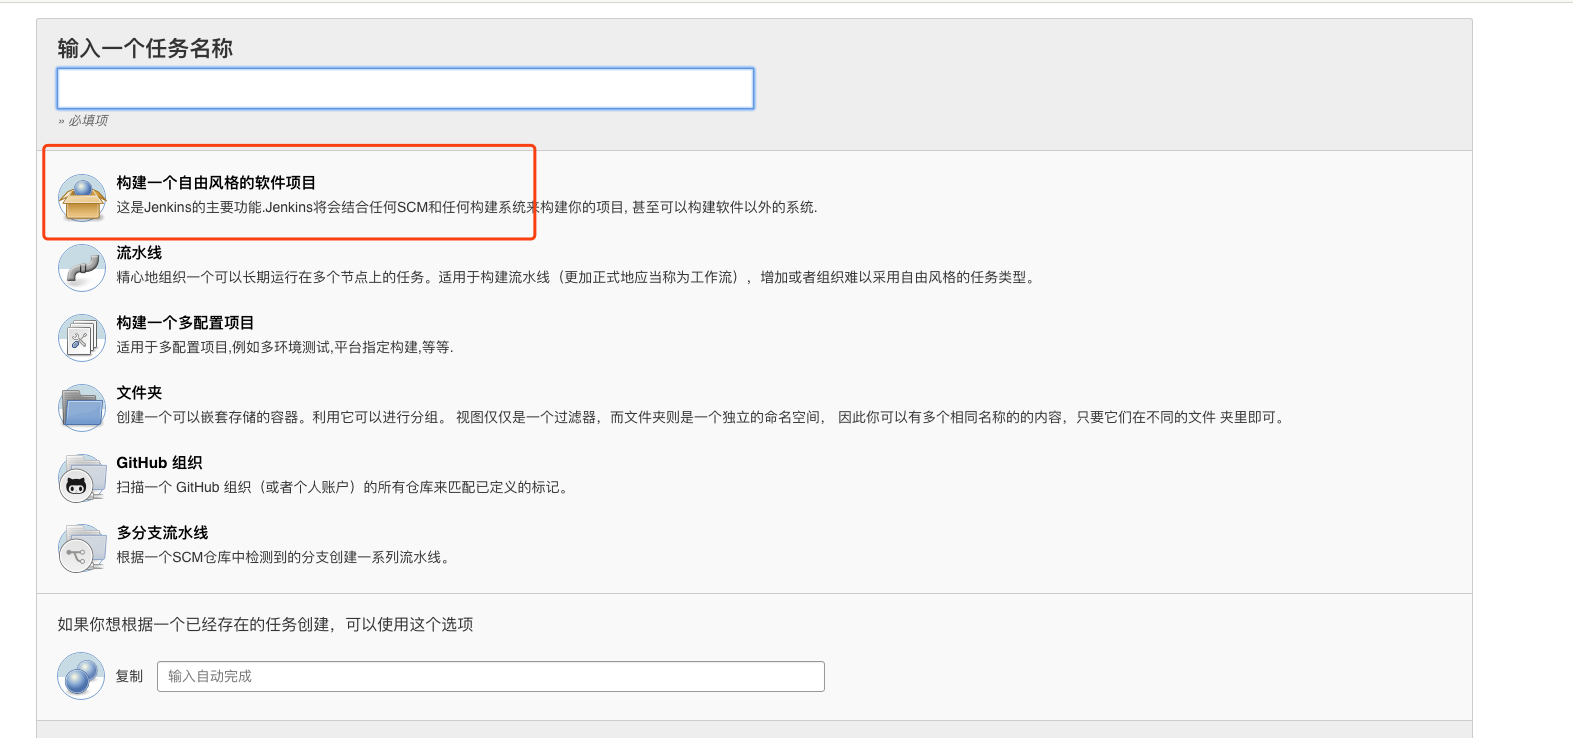 输入一个任务名称
» 必填项
构建一个自由风格的软件项目
这是Jenkins的主要功能.Jenkins将会结合任何SCM和任何构建系统来构建你的项目, 甚至可以构建软件以外的系统.
流水线
精心地组织一个可以长期运行在多个节点上的任务。适用于构建流水线（更加正式地应当称为工作流），增加或者组织难以采用自由风格的任务类型。
构建一个多配置项目
适用于多配置项目,例如多环境测试,平台指定构建,等等.
文件夹
创建一个可以嵌套存储的容器。利用它可以进行分组。 视图仅仅是一个过滤器，而文件夹则是一个独立的命名空间， 因此你可以有多个相同名称的的内容，只要它们在不同的文件 夹里即可。
GitHub 组织
扫描一个 GitHub 组织（或者个人账户）的所有仓库来匹配已定义的标记。
多分支流水线
根据一个SCM仓库中检测到的分支创建一系列流水线。
如果你想根据一个已经存在的任务创建，可以使用这个选项
复制 输入自动完成